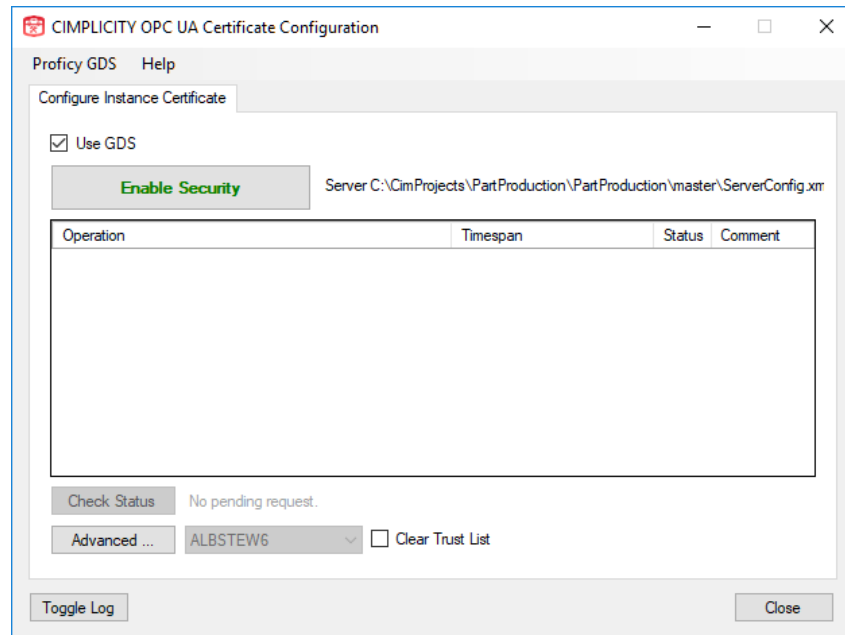 CIMPLICITY OPC UA Certificate Configuration
Proficy GDS Help
Configure Instance Certificate
Use GDS
Enable Security Server C:\CimProjects\PartProduction\PartProduction\master\ServerConfig.xm
Operation Timespan Status Comment
Check Status No pending request.
Advanced ... ALBSTEW6 Clear Trust List
Toggle Log Close